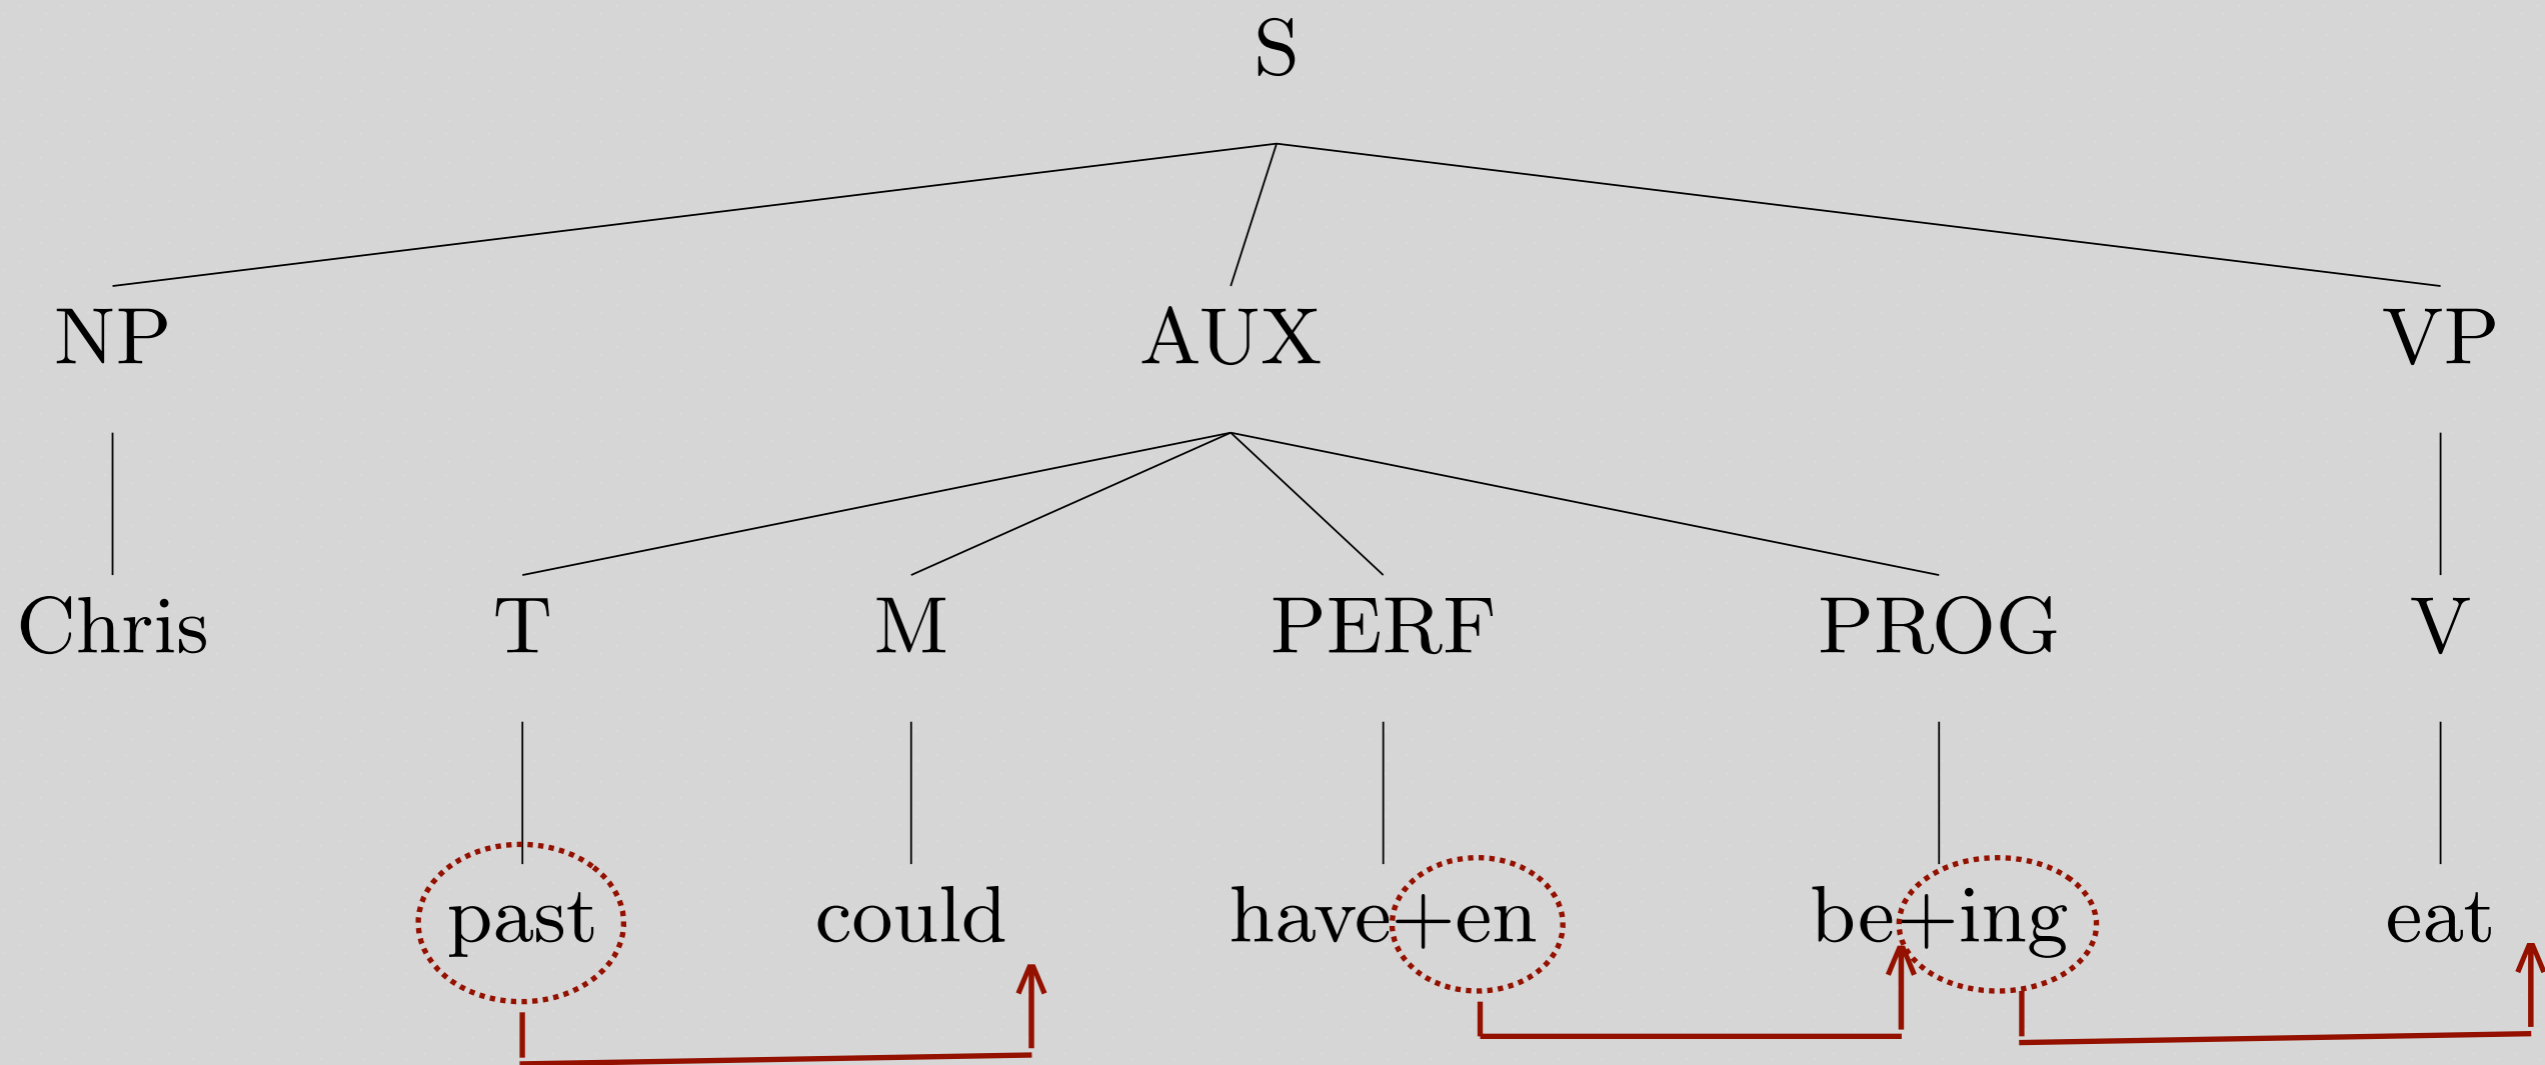 S
NP AUX VP
Chris T M PERF PROG V
past could have+en be+ing eat